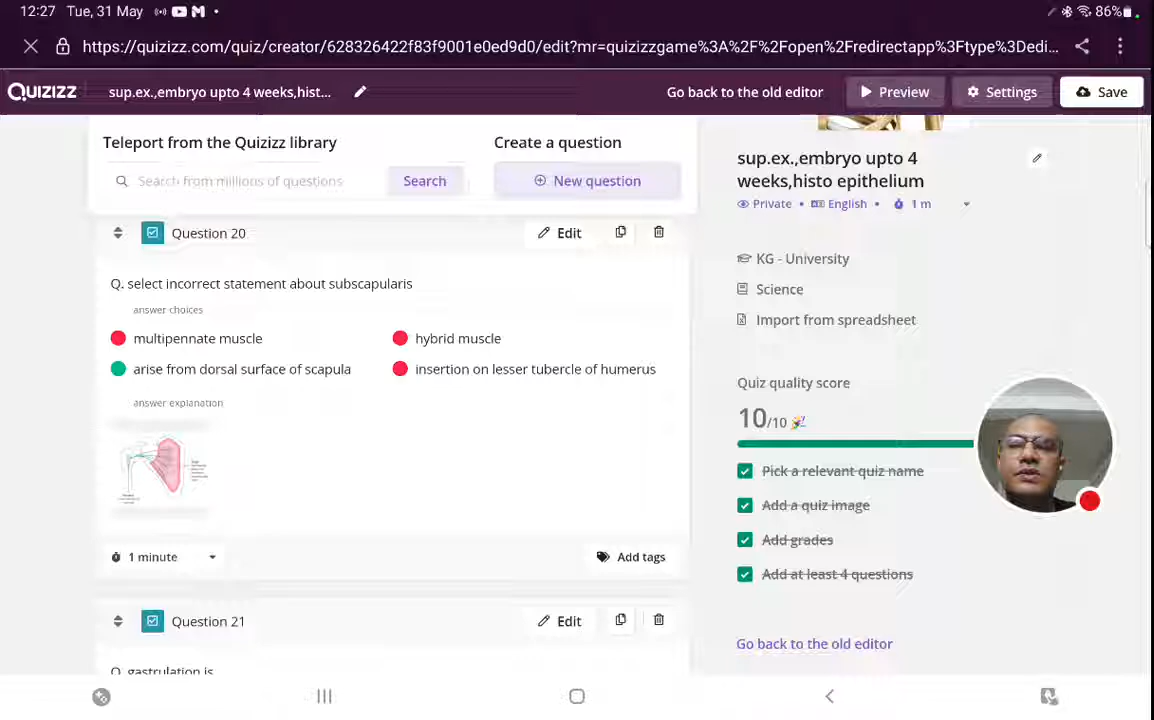 12:27 Tue, 31 May
86%
https://quizizz.com/quiz/creator/628326422f83f9001e0ed9d0/edit?mr=quizizzgame%3A%2F%2Fopen%2Fredirectapp%3Ftype%3Dedi...
QUIZIZZ
sup.ex.,embryo upto 4 weeks,hist...
Go back to the old editor
Preview
Settings
Save
Teleport from the Quizizz library
Search from millions of questions
Search
Create a question
New question
Question 20
Edit
Q. select incorrect statement about subscapularis
answer choices
multipennate muscle
hybrid muscle
arise from dorsal surface of scapula
insertion on lesser tubercle of humerus
answer explanation
1 minute
Add tags
Question 21
Edit
Q. gastrulation is
sup.ex.,embryo upto 4
weeks,histo epithelium
Private • English • 1 m
KG - University
Science
Import from spreadsheet
Quiz quality score
10/10
Pick a relevant quiz name
Add a quiz image
Add grades
Add at least 4 questions
Go back to the old editor